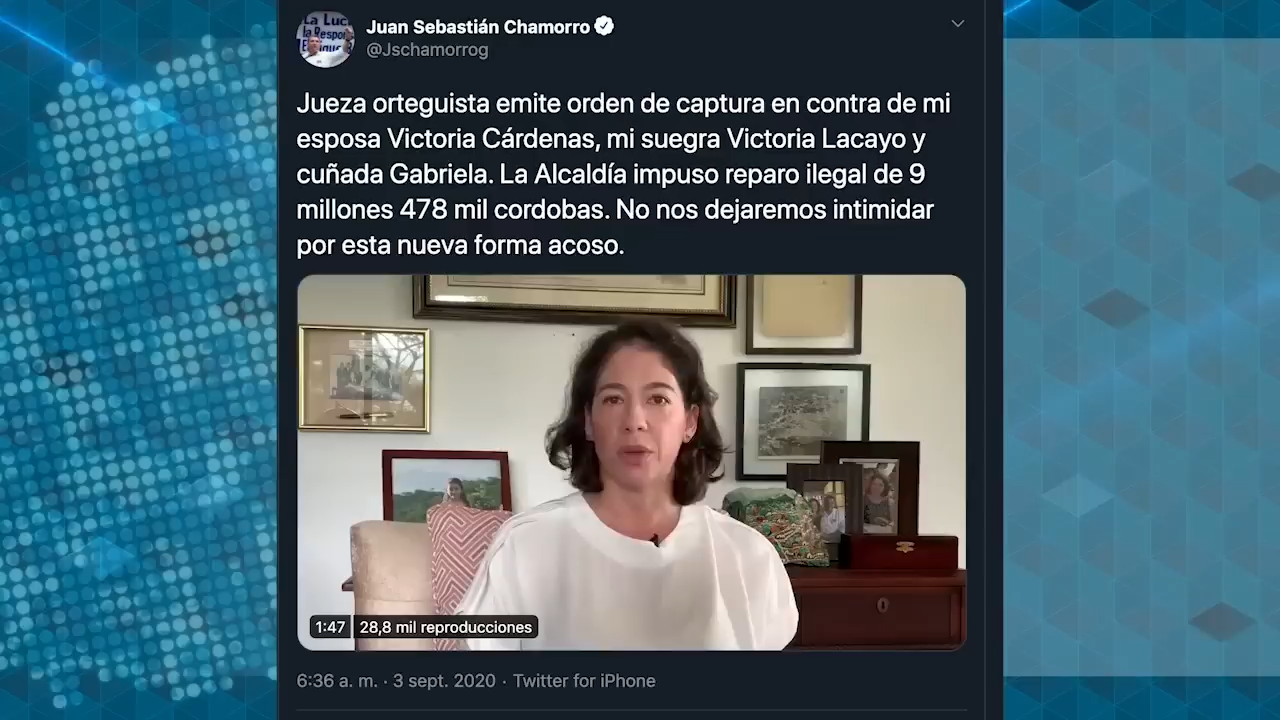 Juan Sebastián Chamorro
@Jschamorrog
Jueza orteguista emite orden de captura en contra de mi
esposa Victoria Cárdenas, mi suegra Victoria Lacayo y
cuñada Gabriela. La Alcaldía impuso reparo ilegal de 9
millones 478 mil cordobas. No nos dejaremos intimidar
por esta nueva forma acoso.
1:47 28,8 mil reproducciones
6:36 a. m. · 3 sept. 2020 · Twitter for iPhone